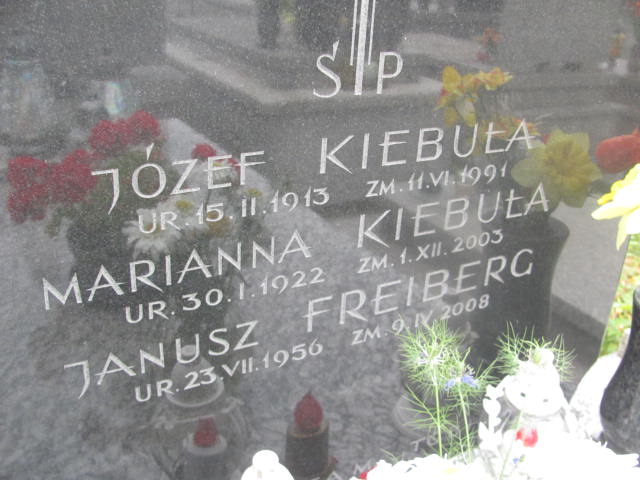 ŚP
JÓZEF KIEBUŁA
UR. 15.II.1913 ZM. 11.VI.1991
MARIANNA KIEBUŁA
UR. 30.I.1922 ZM. 1.XII.2003
JANUSZ FREIBERG
UR. 23.VII.1956 ZM. 9.IV.2008